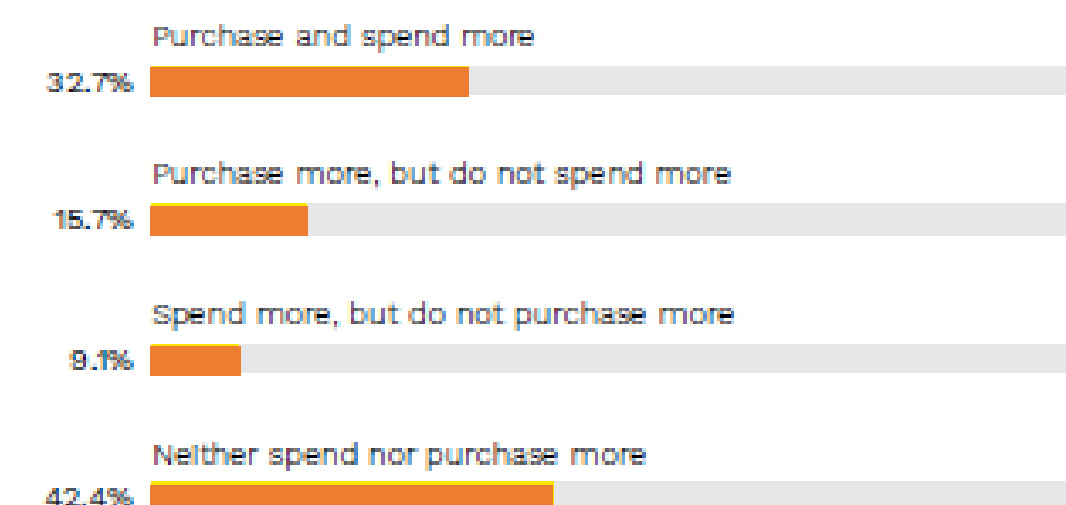 Purchase and spend more
32.7%
Purchase more, but do not spend more
15.7%
Spend more, but do not purchase more
9.1%
Neither spend nor purchase more
42.4%